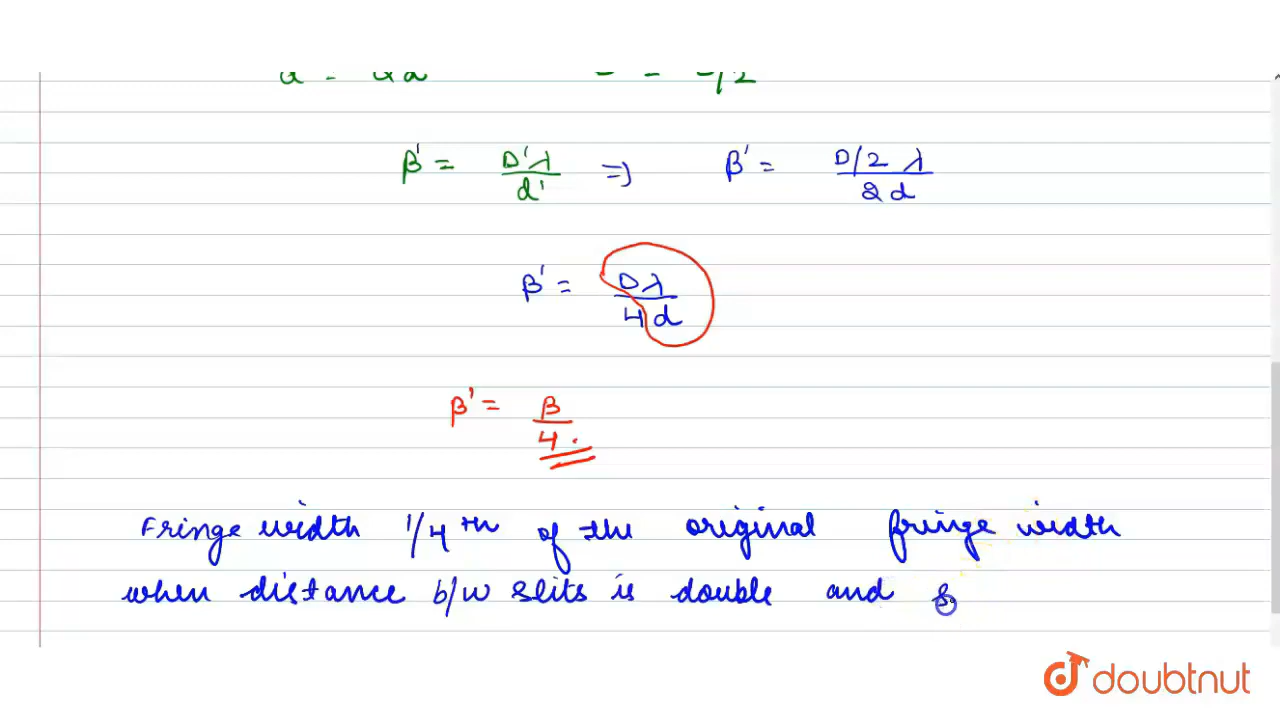 β' = D'λ/d' ⇒ β' = D/2 λ/2d
β' = Dλ/4d
β' = β/4.
Fringe width 1/4th of the original fringe width
when distance b/w slits is double and
doubtnut